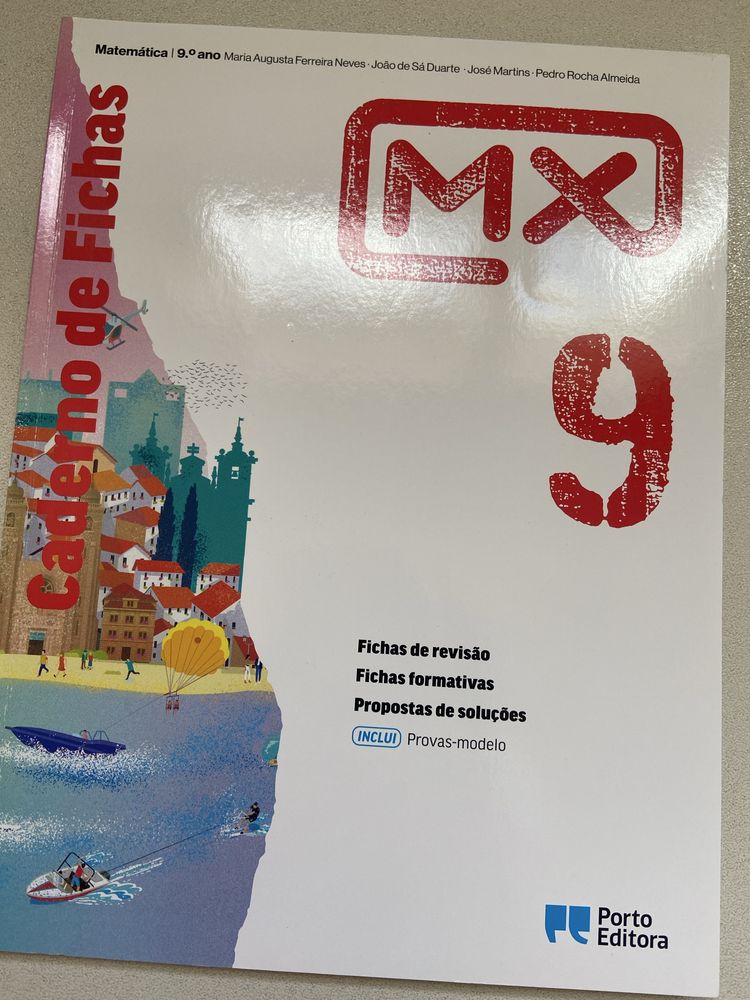 Matemática | 9.º ano Maria Augusta Ferreira Neves · João de Sá Duarte · José Martins · Pedro Rocha Almeida
Caderno de Fichas
MX
9
Fichas de revisão
Fichas formativas
Propostas de soluções
INCLUI Provas-modelo
Porto
Editora